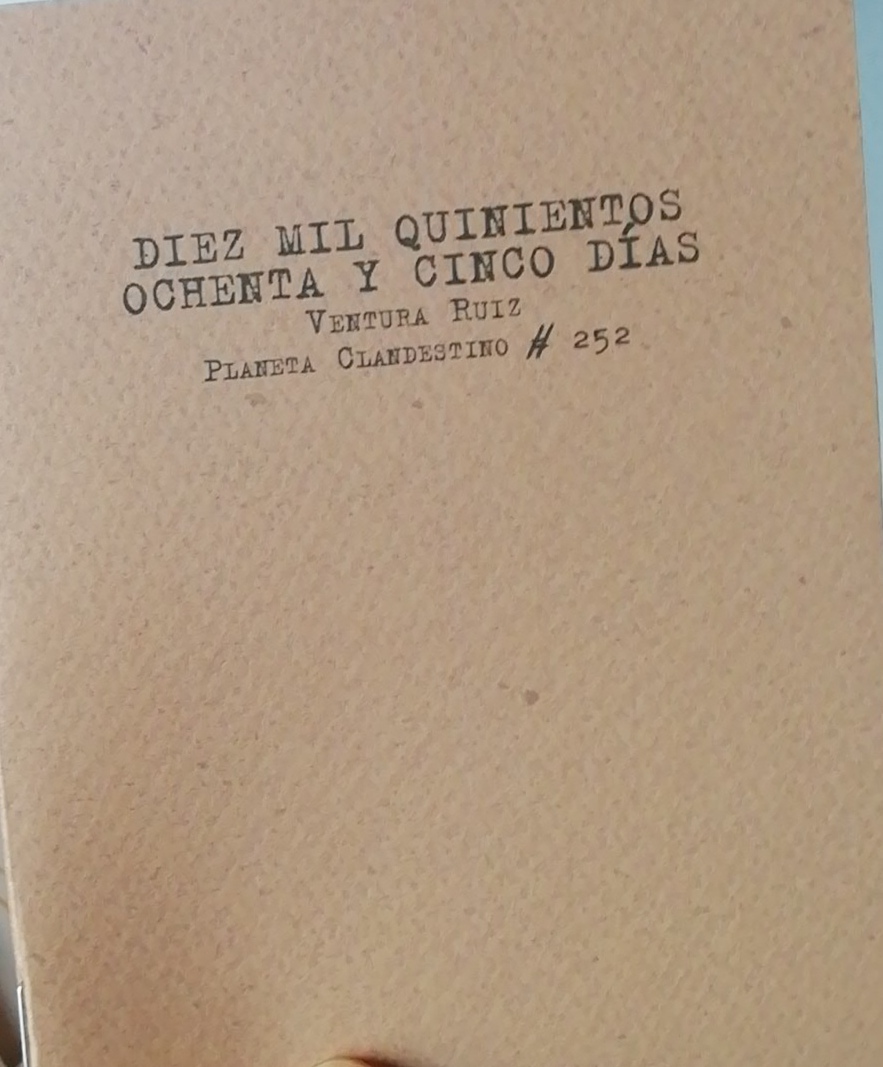 DIEZ MIL QUINIENTOS
OCHENTA Y CINCO DÍAS
VENTURA RUIZ
PLANETA CLANDESTINO # 252